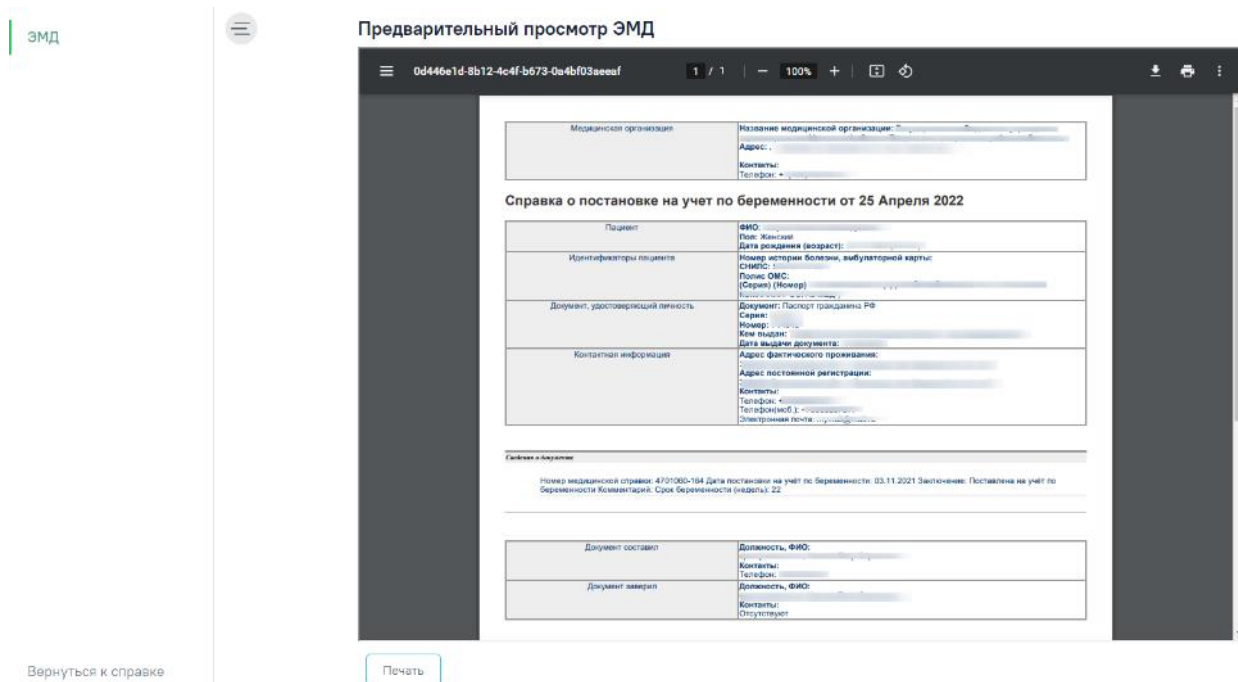 ЭМД
Предварительный просмотр ЭМД
0d446e1d-8b12-4c4f-b673-0a4bf03aeeaf
1 / 1
100%
Медицинская организация
Название медицинской организации:
Адрес: ,
Контакты:
Телефон: +
Справка о постановке на учет по беременности от 25 Апреля 2022
Пациент
ФИО:
Пол: Женский
Дата рождения (возраст):
Идентификаторы пациента
Номер истории болезни, амбулаторной карты:
СНИЛС:
Полис ОМС:
(Серия) (Номер)
Документ, удостоверяющий личность
Документ: Паспорт гражданина РФ
Серия:
Номер:
Кем выдан:
Дата выдачи документа:
Контактная информация
Адрес фактического проживания:
Адрес постоянной регистрации:
Контакты:
Телефон: +
Телефон(моб.): +
Электронная почта:
Сведения о документе
Номер медицинской справки: 4701060-164 Дата постановки на учёт по беременности: 03.11.2021 Заключение: Поставлена на учёт по
беременности Комментарий: Срок беременности (недель): 22
Документ составил
Должность, ФИО:
Контакты:
Телефон:
Документ заверил
Должность, ФИО:
Контакты:
Отсутствуют
Вернуться к справке
Печать